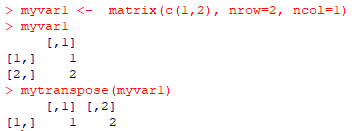 > myvar1 <- matrix(c(1,2), nrow=2, ncol=1)
> myvar1
     [,1]
[1,]    1
[2,]    2
> mytranspose(myvar1)
     [,1] [,2]
[1,]    1    2